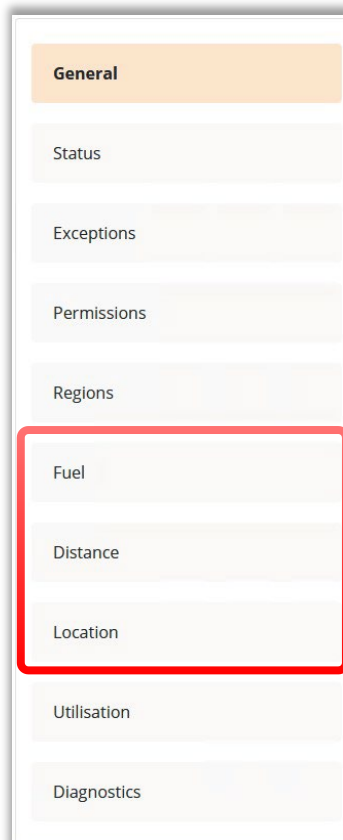 General
Status
Exceptions
Permissions
Regions
Fuel
Distance
Location
Utilisation
Diagnostics